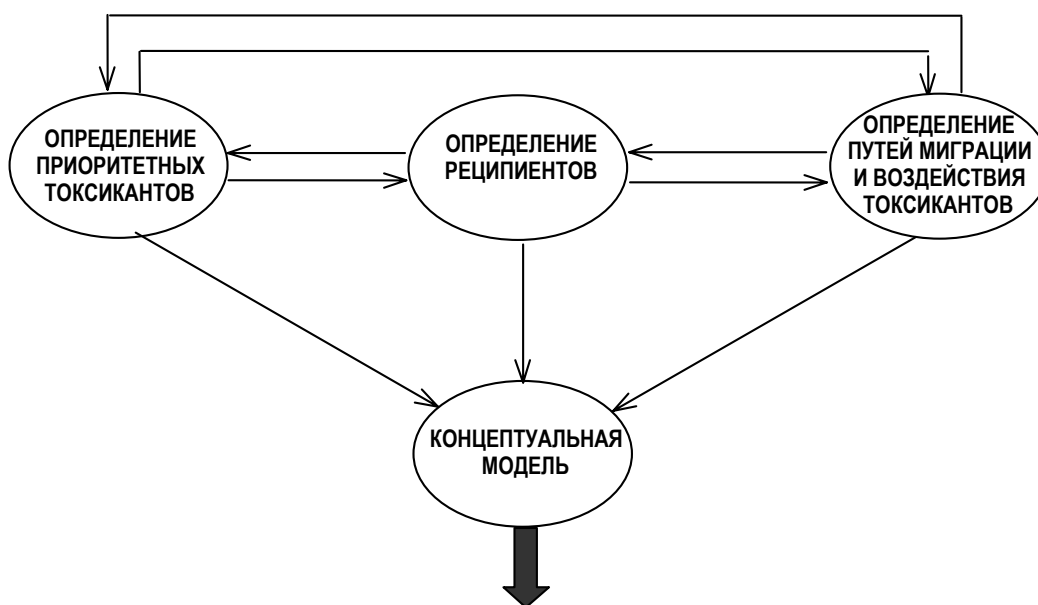 ОПРЕДЕЛЕНИЕ
ПРИОРИТЕТНЫХ
ТОКСИКАНТОВ
ОПРЕДЕЛЕНИЕ
РЕЦИПИЕНТОВ
ОПРЕДЕЛЕНИЕ
ПУТЕЙ МИГРАЦИИ
И ВОЗДЕЙСТВИЯ
ТОКСИКАНТОВ
КОНЦЕПТУАЛЬНАЯ
МОДЕЛЬ